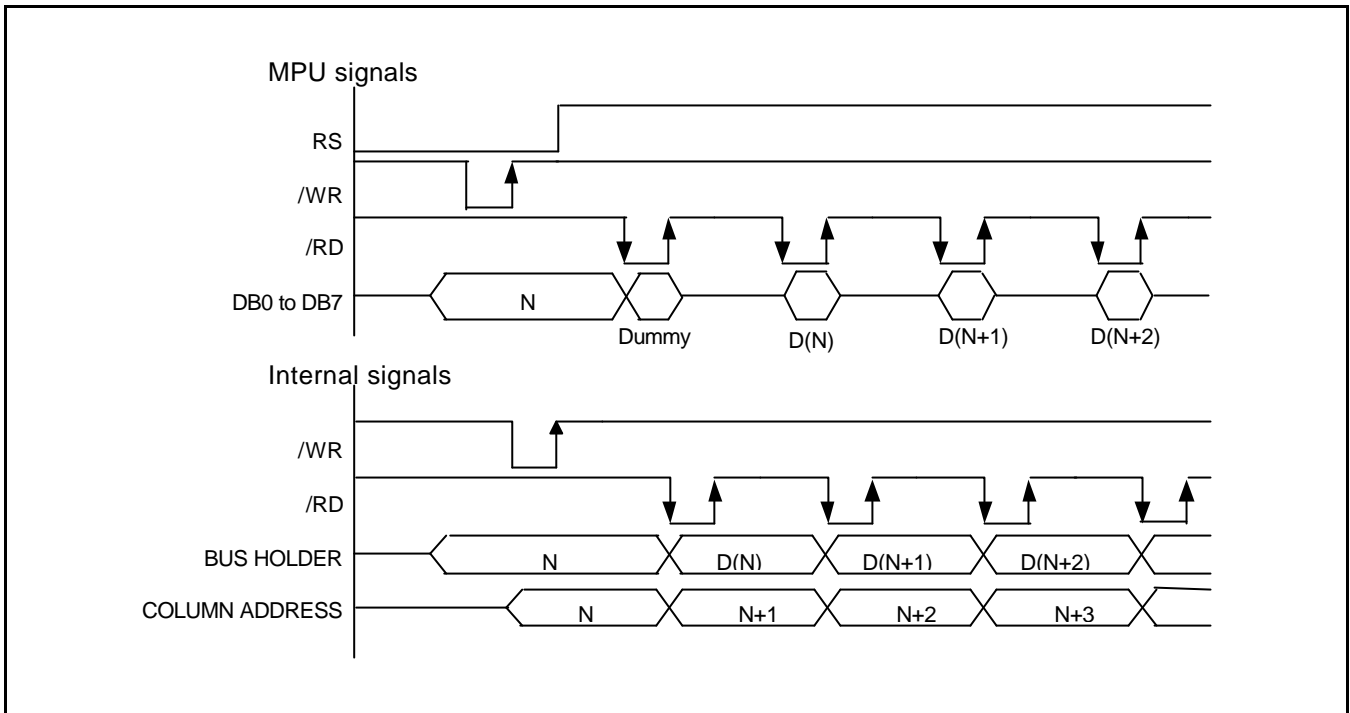 MPU signals
RS
/WR
/RD
DB0 to DB7
N
Dummy
D(N)
D(N+1)
D(N+2)
Internal signals
/WR
/RD
BUS HOLDER
N
D(N)
D(N+1)
D(N+2)
COLUMN ADDRESS
N
N+1
N+2
N+3